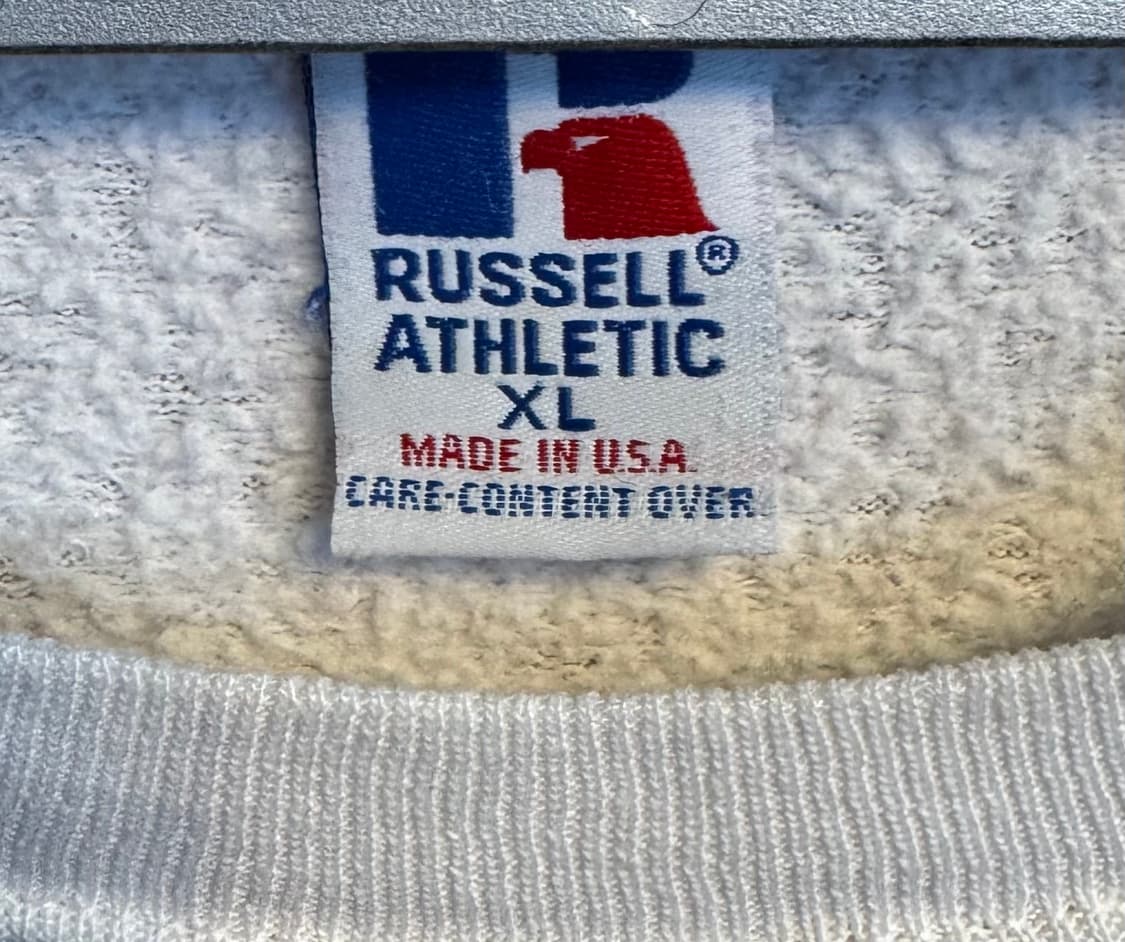 RUSSELL®
ATHLETIC
XL
MADE IN U.S.A.
CARE-CONTENT OVER